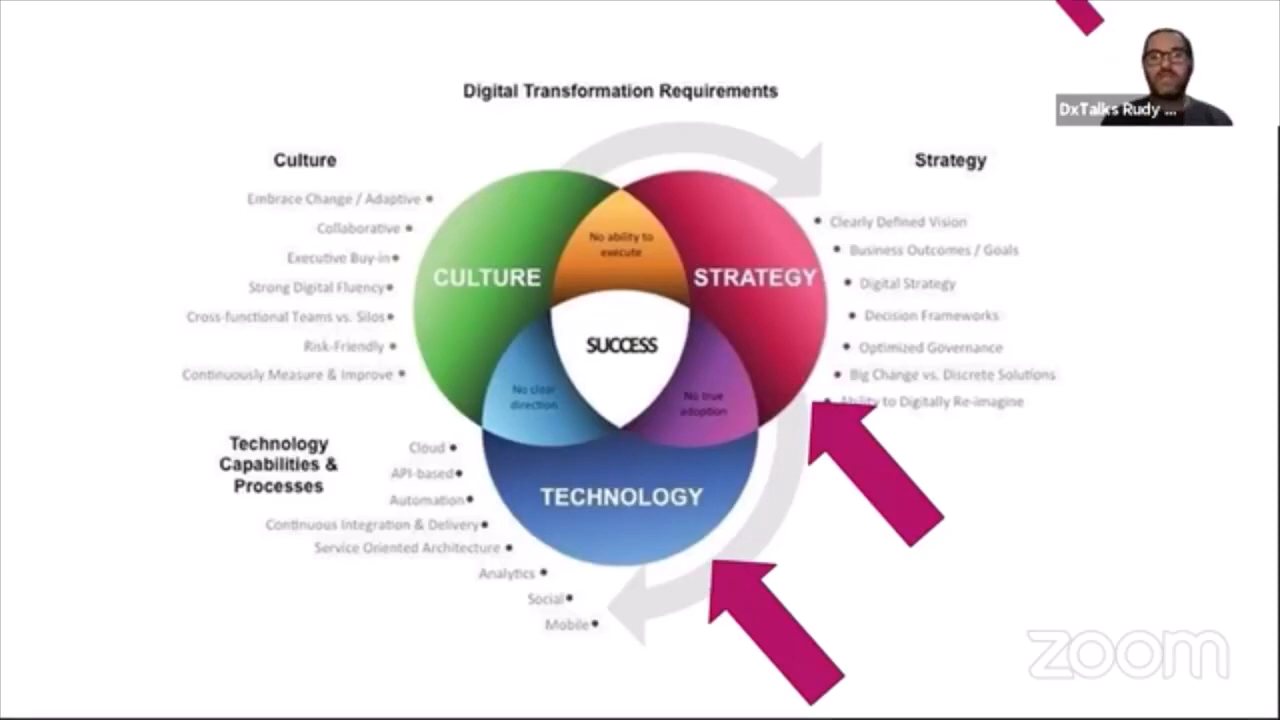 Digital Transformation Requirements
DxTalks Rudy ...
Culture
Embrace Change / Adaptive
Collaborative
Executive Buy-in
Strong Digital Fluency
Cross-functional Teams vs. Silos
Risk-Friendly
Continuously Measure & Improve
Strategy
Clearly Defined Vision
Business Outcomes / Goals
Digital Strategy
Decision Frameworks
Optimized Governance
Big Change vs. Discrete Solutions
Ability to Digitally Re-imagine
No ability to
execute
CULTURE
STRATEGY
SUCCESS
No clear
direction
No true
adoption
TECHNOLOGY
Technology
Capabilities &
Processes
Cloud
API-based
Automation
Continuous Integration & Delivery
Service Oriented Architecture
Analytics
Social
Mobile
zoom